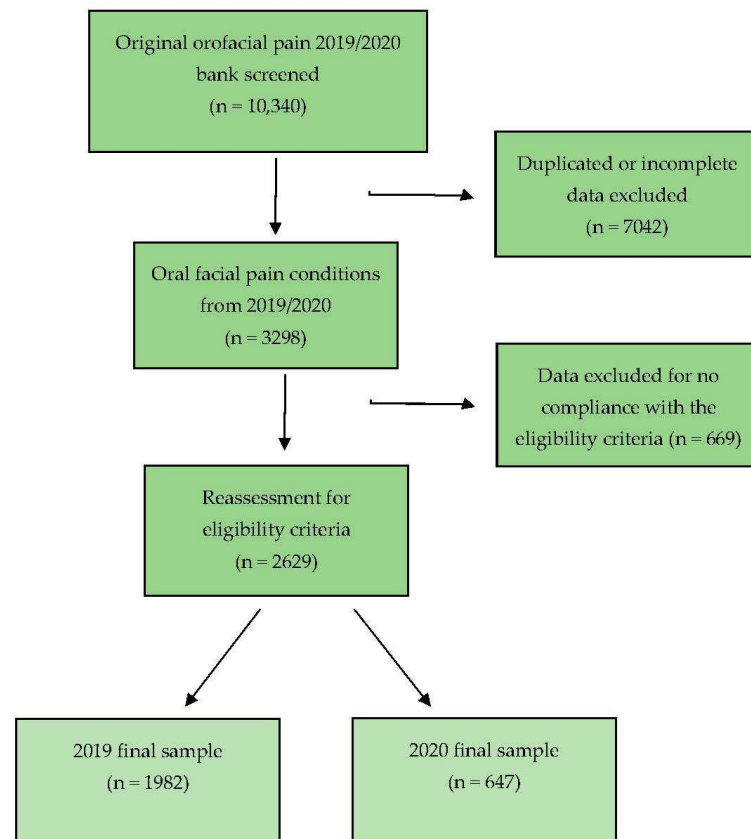 Original orofacial pain 2019/2020
bank screened
(n = 10,340)
Duplicated or incomplete
data excluded
(n = 7042)
Oral facial pain conditions
from 2019/2020
(n = 3298)
Data excluded for no
compliance with the
eligibility criteria (n = 669)
Reassessment for
eligibility criteria
(n = 2629)
2019 final sample
(n = 1982)
2020 final sample
(n = 647)